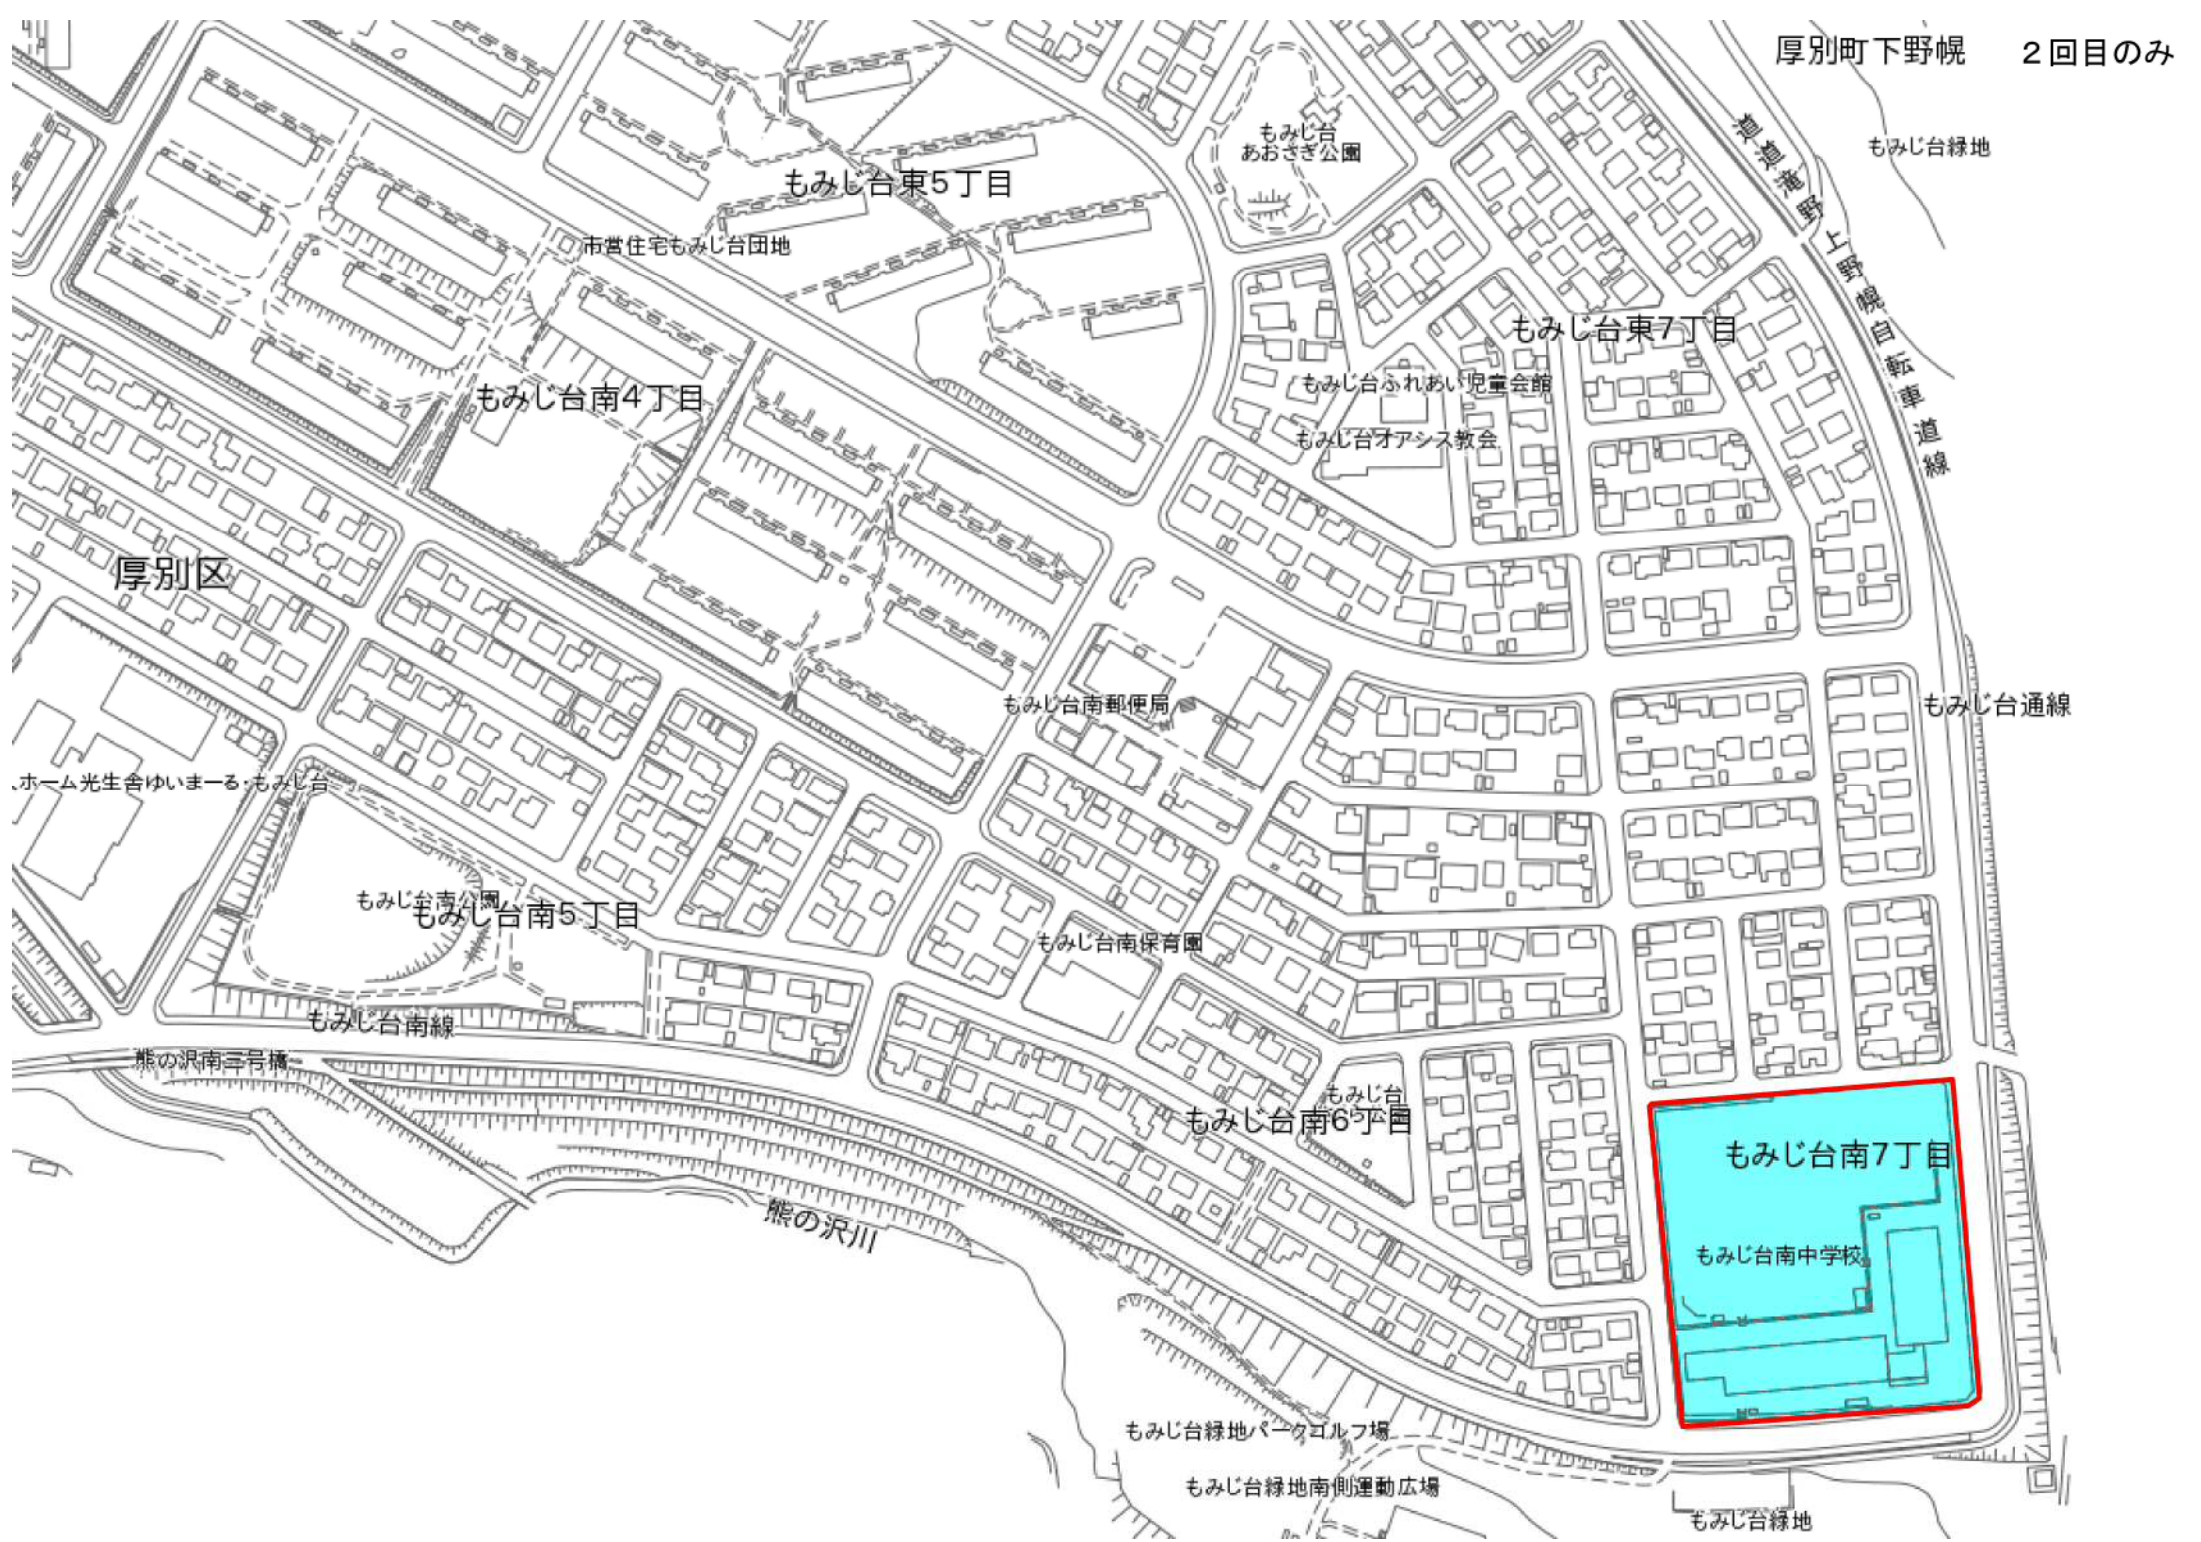 厚別町下野幌 ２回目のみ
もみじ台緑地
道道滝野上野幌自転車道線
もみじ台
あおさぎ公園
もみじ台東5丁目
市営住宅もみじ台団地
もみじ台東7丁目
もみじ台ふれあい児童会館
もみじ台南4丁目
もみじ台オアシス教会
厚別区
もみじ台南郵便局
もみじ台通線
ホーム光生舎ゆいまーる・もみじ台
もみじ台南公園
もみじ台南5丁目
もみじ台南保育園
もみじ台南線
熊の沢南三号橋
もみじ台
もみじ台南6丁目
もみじ台南7丁目
熊の沢川
もみじ台南中学校
もみじ台緑地パークゴルフ場
もみじ台緑地南側運動広場
もみじ台緑地